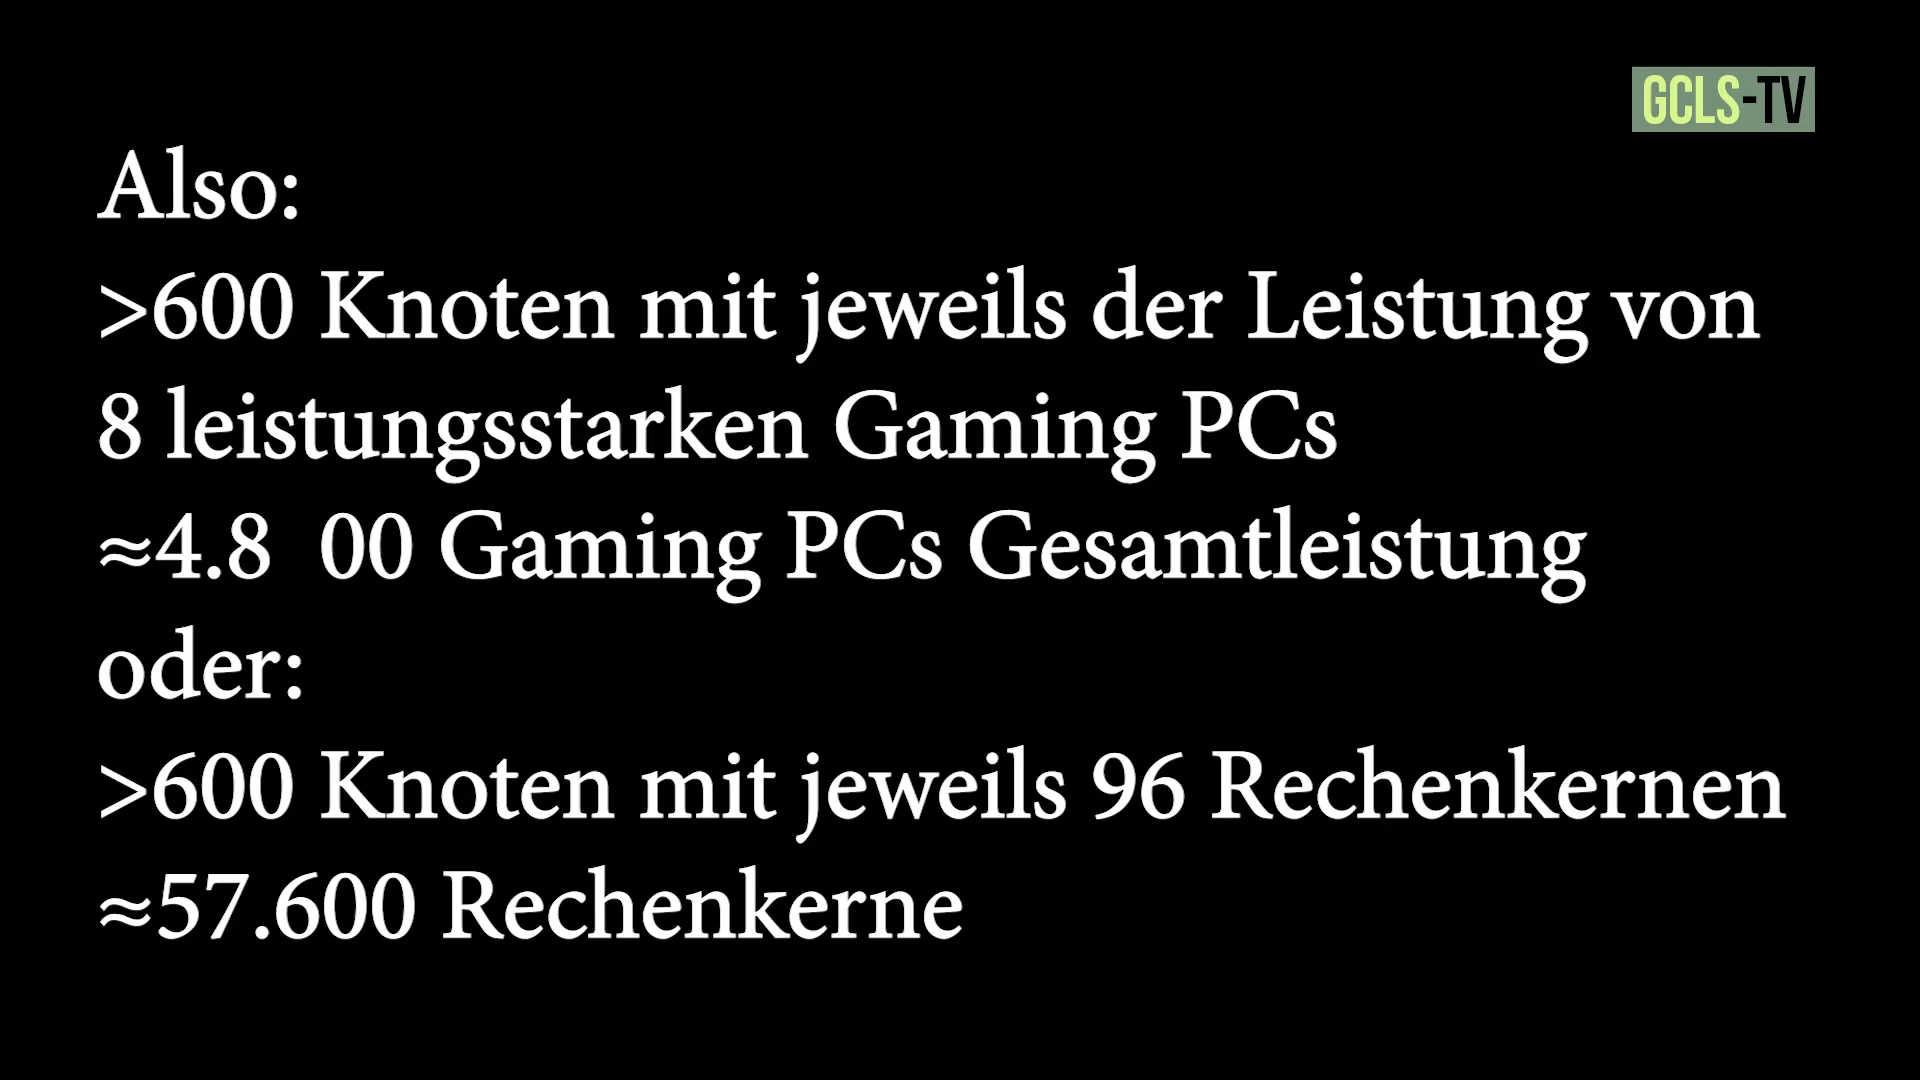 GCLS-TV
Also:
>600 Knoten mit jeweils der Leistung von
8 leistungsstarken Gaming PCs
≈4.8  00 Gaming PCs Gesamtleistung
oder:
>600 Knoten mit jeweils 96 Rechenkernen
≈57.600 Rechenkerne